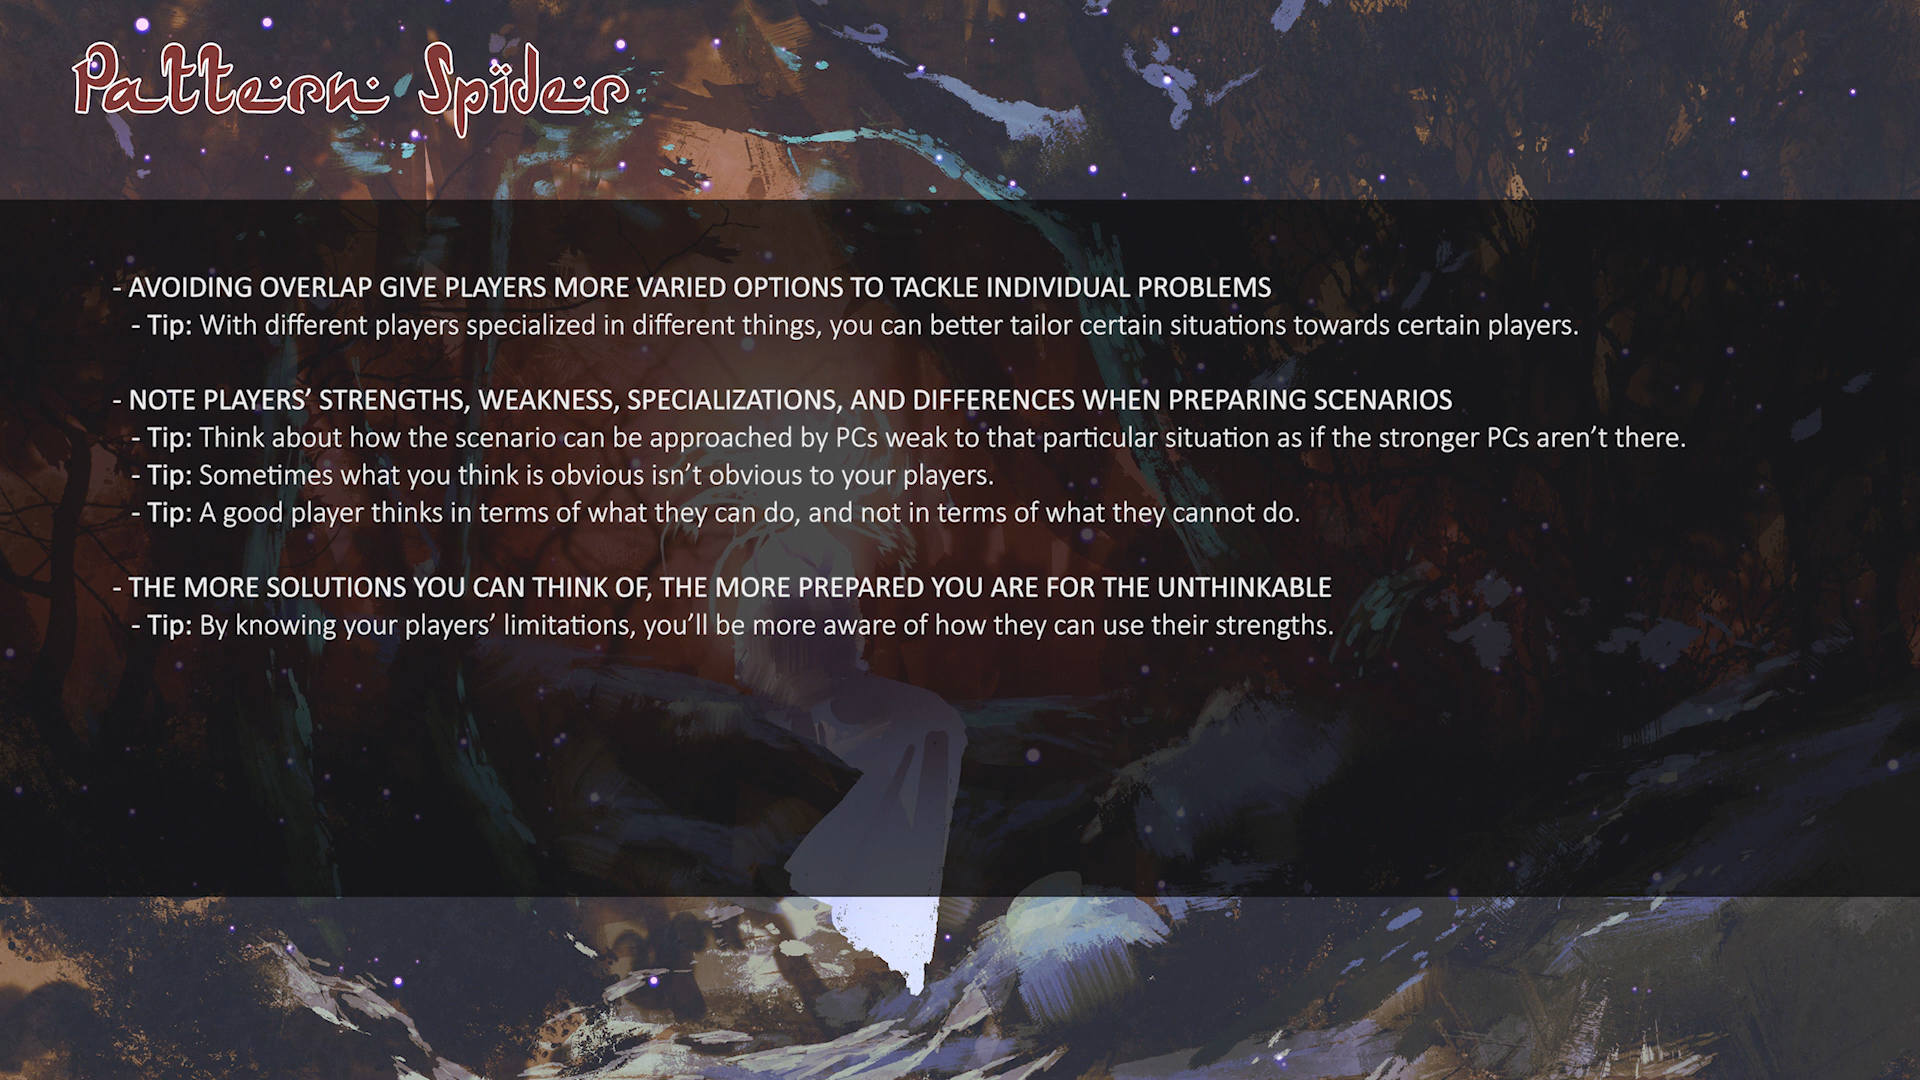 Pattern Spider
- AVOIDING OVERLAP GIVE PLAYERS MORE VARIED OPTIONS TO TACKLE INDIVIDUAL PROBLEMS
- Tip: With different players specialized in different things, you can better tailor certain situations towards certain players.
- NOTE PLAYERS’ STRENGTHS, WEAKNESS, SPECIALIZATIONS, AND DIFFERENCES WHEN PREPARING SCENARIOS
- Tip: Think about how the scenario can be approached by PCs weak to that particular situation as if the stronger PCs aren’t there.
- Tip: Sometimes what you think is obvious isn’t obvious to your players.
- Tip: A good player thinks in terms of what they can do, and not in terms of what they cannot do.
- THE MORE SOLUTIONS YOU CAN THINK OF, THE MORE PREPARED YOU ARE FOR THE UNTHINKABLE
- Tip: By knowing your players’ limitations, you’ll be more aware of how they can use their strengths.